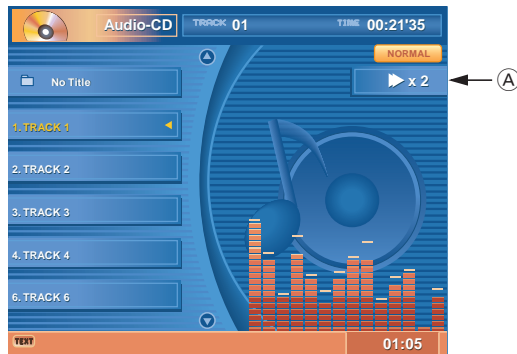 Audio-CD TRACK 01 TIME 00:21'35
NORMAL
No Title
x 2
A
1. TRACK 1
2. TRACK 2
3. TRACK 3
4. TRACK 4
6. TRACK 6
TEXT
01:05